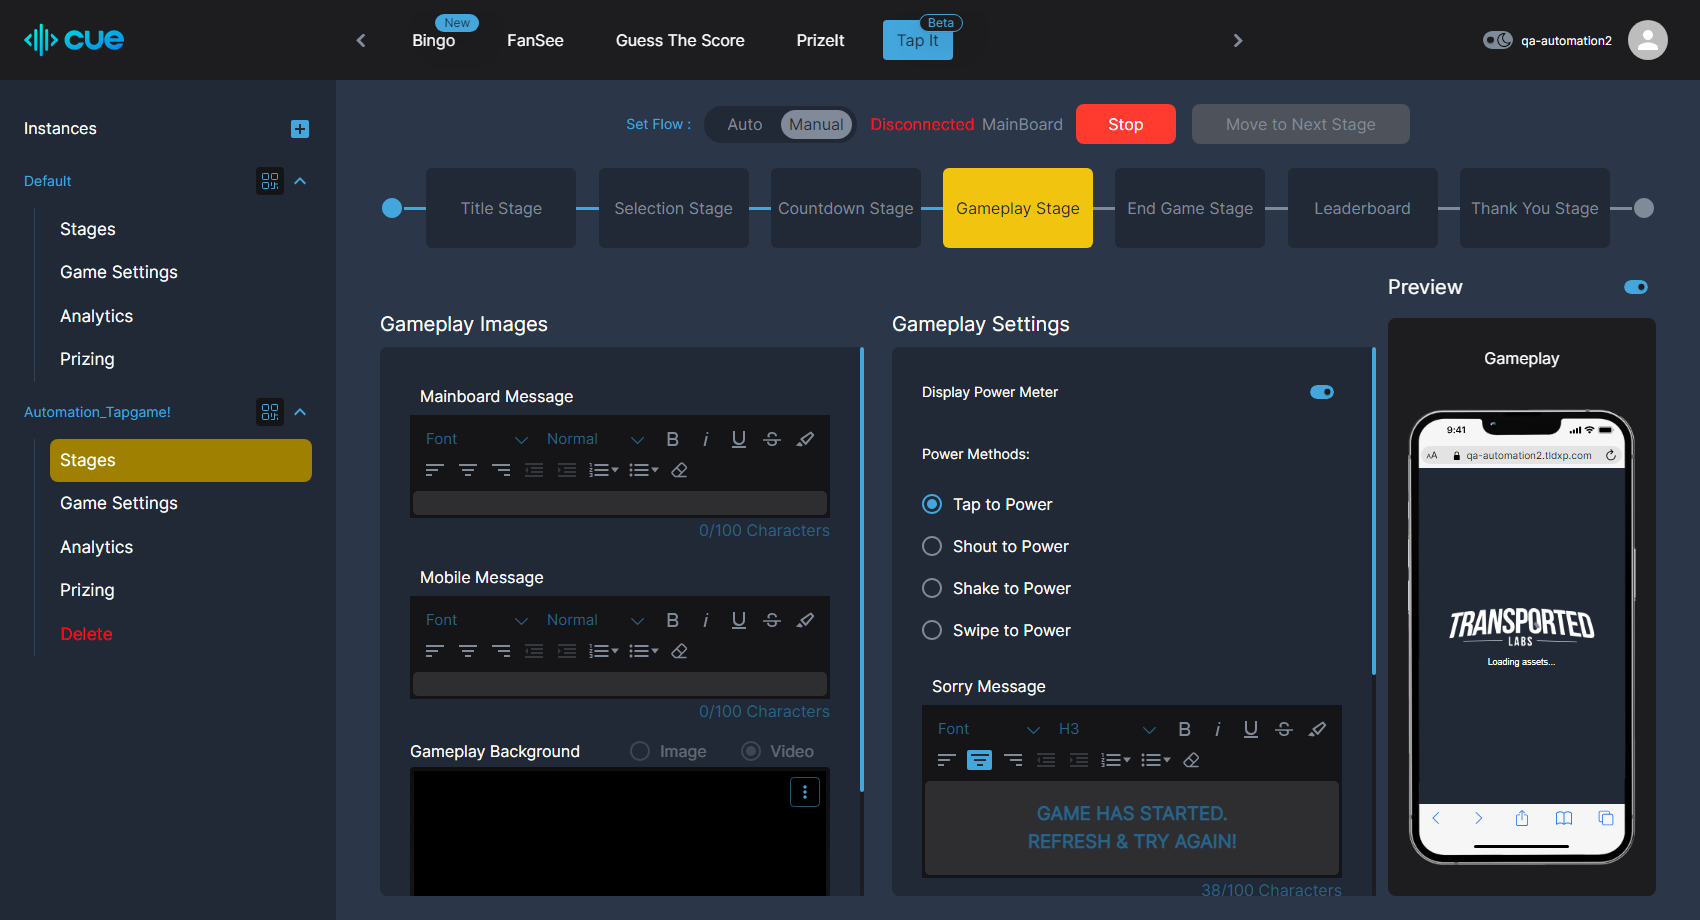 cue
Bingo
New
FanSee
Guess The Score
PrizeIt
Tap It
Beta
qa-automation2
Instances
Default
Stages
Game Settings
Analytics
Prizing
Automation_Tapgame!
Stages
Game Settings
Analytics
Prizing
Delete
Set Flow :
Auto
Manual
Disconnected MainBoard
Stop
Move to Next Stage
Title Stage
Selection Stage
Countdown Stage
Gameplay Stage
End Game Stage
Leaderboard
Thank You Stage
Gameplay Images
Mainboard Message
Font
Normal
B
i
U
S
0/100 Characters
Mobile Message
Font
Normal
B
i
U
S
0/100 Characters
Gameplay Background
Image
Video
Gameplay Settings
Display Power Meter
Power Methods:
Tap to Power
Shout to Power
Shake to Power
Swipe to Power
Sorry Message
Font
H3
B
i
U
S
GAME HAS STARTED.
REFRESH & TRY AGAIN!
38/100 Characters
Preview
Gameplay
9:41
AA
qa-automation2.tldxp.com
TRANSPORTED
LABS
Loading assets...